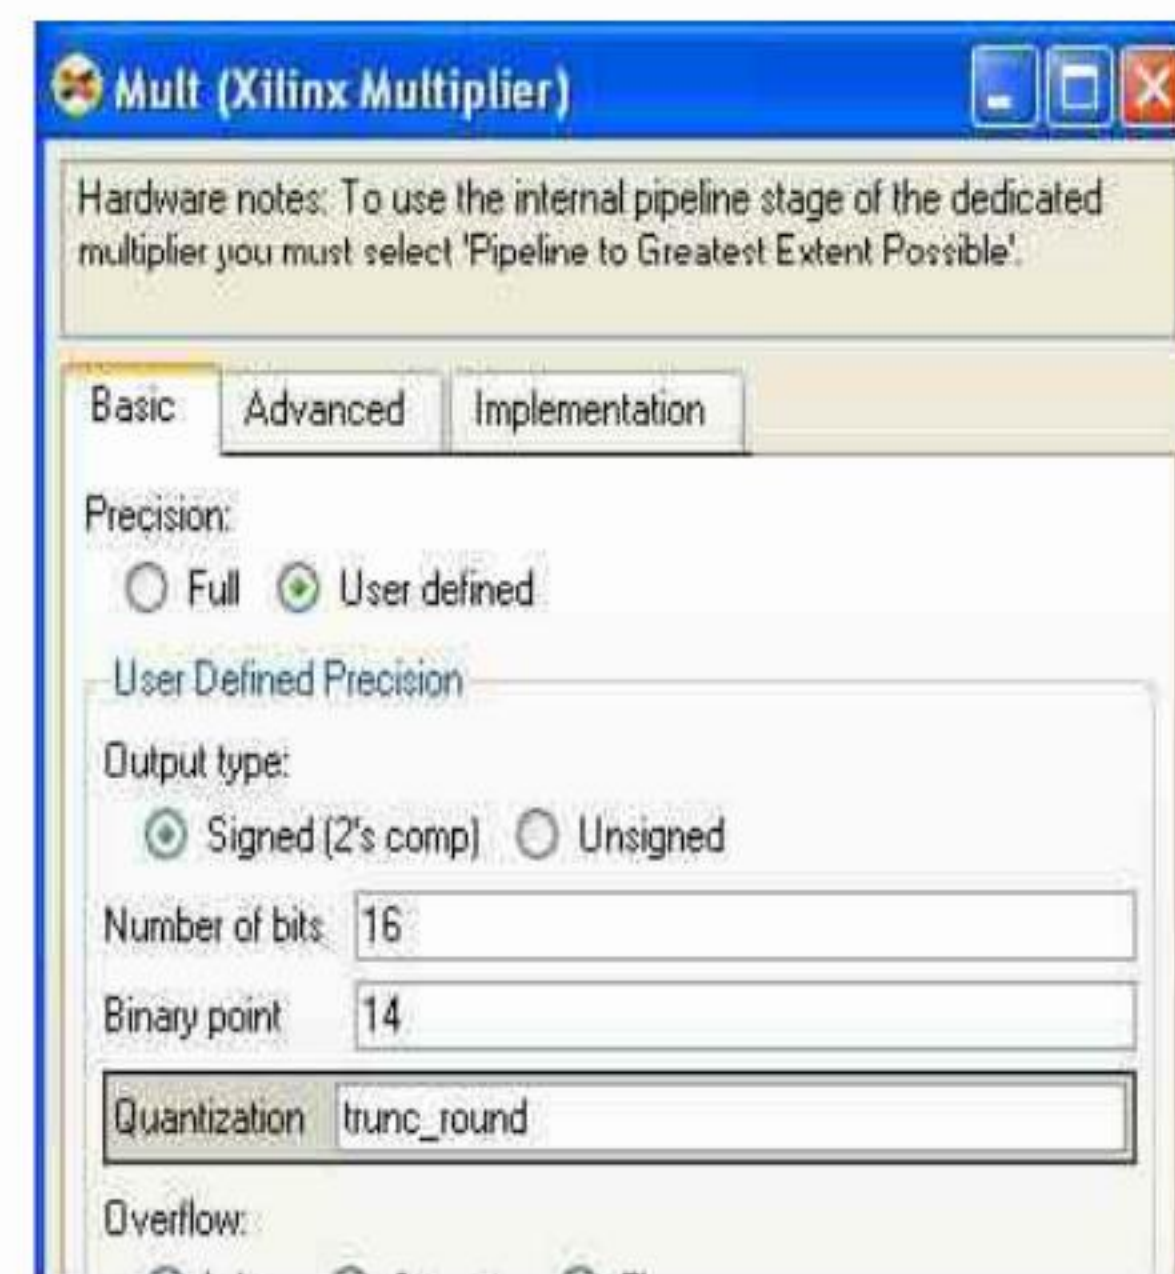 Mult (Xilinx Multiplier)
Hardware notes: To use the internal pipeline stage of the dedicated
multiplier you must select 'Pipeline to Greatest Extent Possible'.
Basic Advanced Implementation
Precision:
Full User defined
User Defined Precision
Output type:
Signed (2's comp) Unsigned
Number of bits 16
Binary point 14
Quantization trunc_round
Overflow: